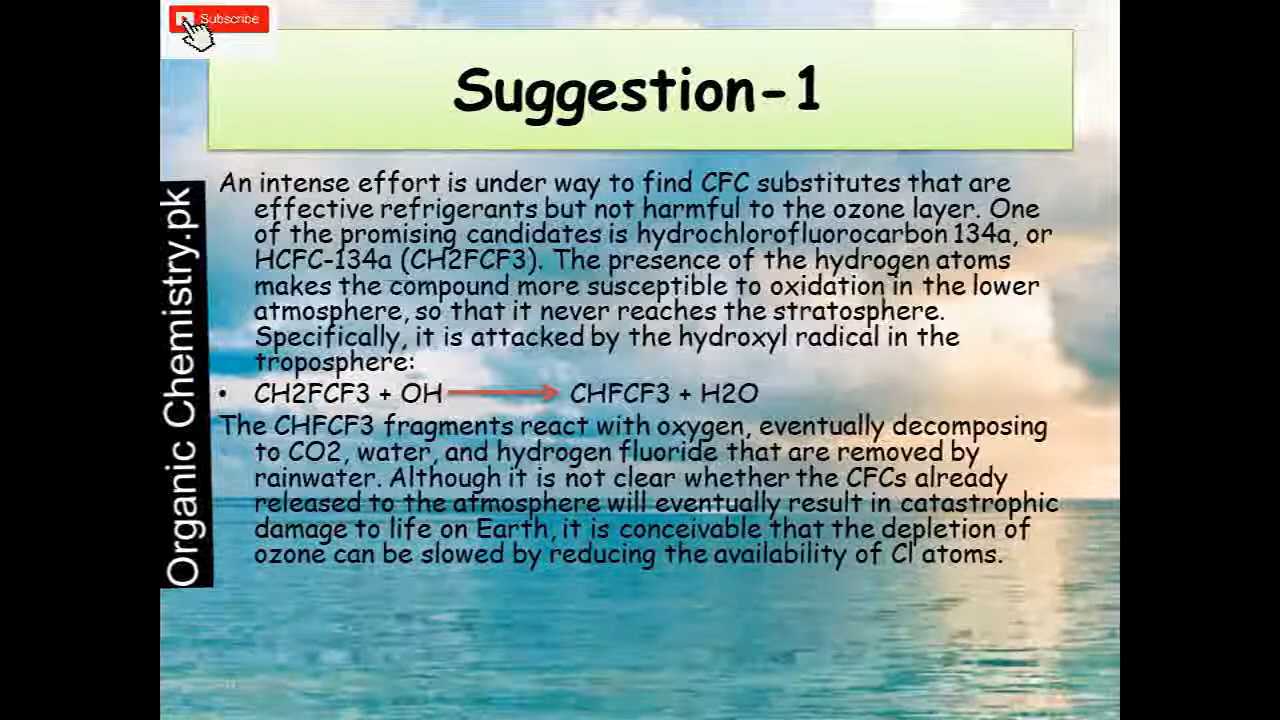 Subscribe
Suggestion-1
An intense effort is under way to find CFC substitutes that are
effective refrigerants but not harmful to the ozone layer. One
of the promising candidates is hydrochlorofluorocarbon 134a, or
HCFC-134a (CH2FCF3). The presence of the hydrogen atoms
makes the compound more susceptible to oxidation in the lower
atmosphere, so that it never reaches the stratosphere.
Specifically, it is attacked by the hydroxyl radical in the
troposphere:
• CH2FCF3 + OH → CHFCF3 + H2O
The CHFCF3 fragments react with oxygen, eventually decomposing
to CO2, water, and hydrogen fluoride that are removed by
rainwater. Although it is not clear whether the CFCs already
released to the atmosphere will eventually result in catastrophic
damage to life on Earth, it is conceivable that the depletion of
ozone can be slowed by reducing the availability of Cl atoms.
Organic Chemistry.pk